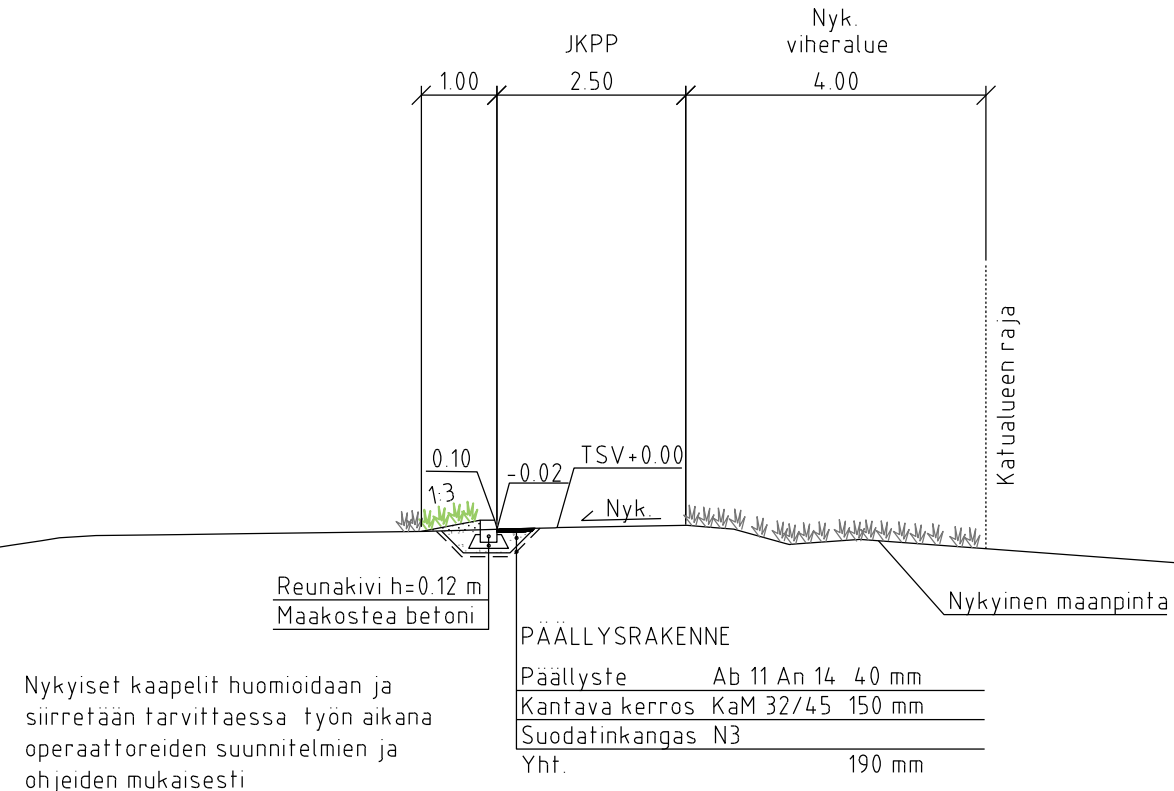 Nyk.
JKPP
viheralue
1.00
2.50
4.00
Katualueen raja
0.10
-0.02
TSV+0.00
1:3
Nyk.
Reunakivi h=0.12 m
Maakostea betoni
Nykyinen maanpinta
PÄÄLLYSRAKENNE
Päällyste Ab 11 An 14 40 mm
Kantava kerros KaM 32/45 150 mm
Suodatinkangas N3
Yht. 190 mm
Nykyiset kaapelit huomioidaan ja
siirretään tarvittaessa työn aikana
operaattoreiden suunnitelmien ja
ohjeiden mukaisesti